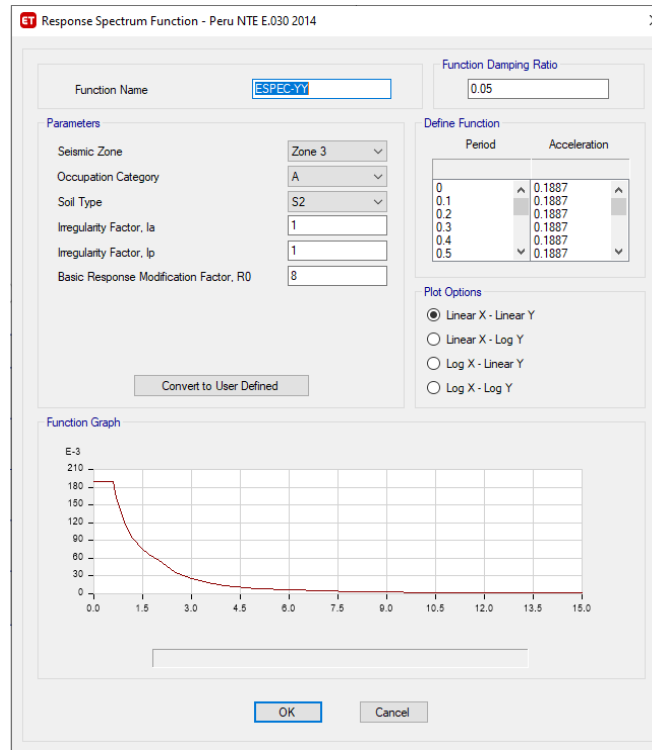 ET Response Spectrum Function - Peru NTE E.030 2014
Function Name ESPEC-YY
Function Damping Ratio
0.05
Parameters
Seismic Zone Zone 3
Occupation Category A
Soil Type S2
Irregularity Factor, Ia 1
Irregularity Factor, Ip 1
Basic Response Modification Factor, R0 8
Convert to User Defined
Define Function
Period Acceleration
0 0.1887
0.1 0.1887
0.2 0.1887
0.3 0.1887
0.4 0.1887
0.5 0.1887
Plot Options
Linear X - Linear Y
Linear X - Log Y
Log X - Linear Y
Log X - Log Y
Function Graph
E-3
210
180
150
120
90
60
30
0
0.0 1.5 3.0 4.5 6.0 7.5 9.0 10.5 12.0 13.5 15.0
OK Cancel